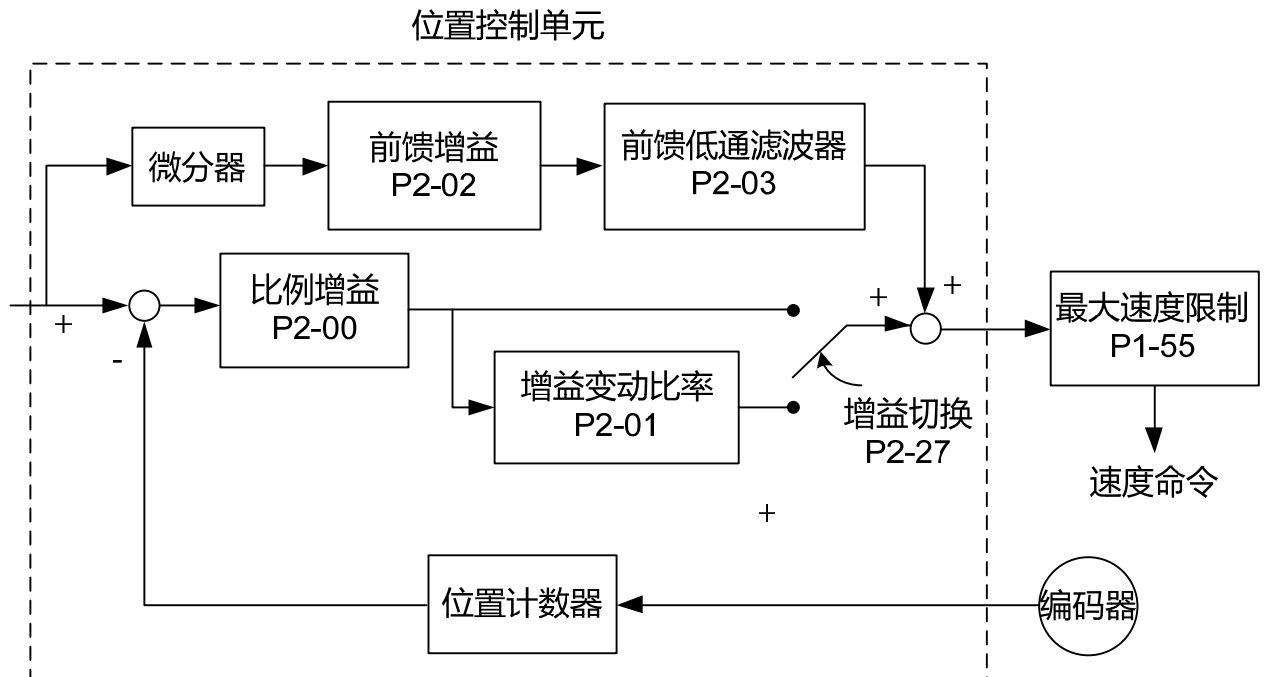 位置控制单元
微分器
前馈增益
P2-02
前馈低通滤波器
P2-03
+
-
比例增益
P2-00
增益变动比率
P2-01
+
+
增益切换
P2-27
最大速度限制
P1-55
速度命令
+
位置计数器
编码器